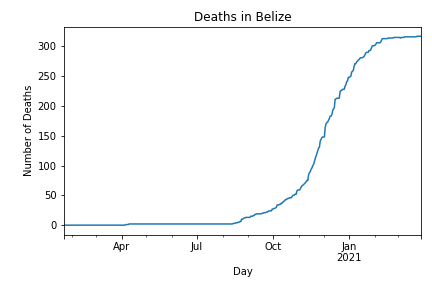 Deaths in Belize
Number of Deaths
300
250
200
150
100
50
0
Apr
Jul
Oct
Jan
2021
Day